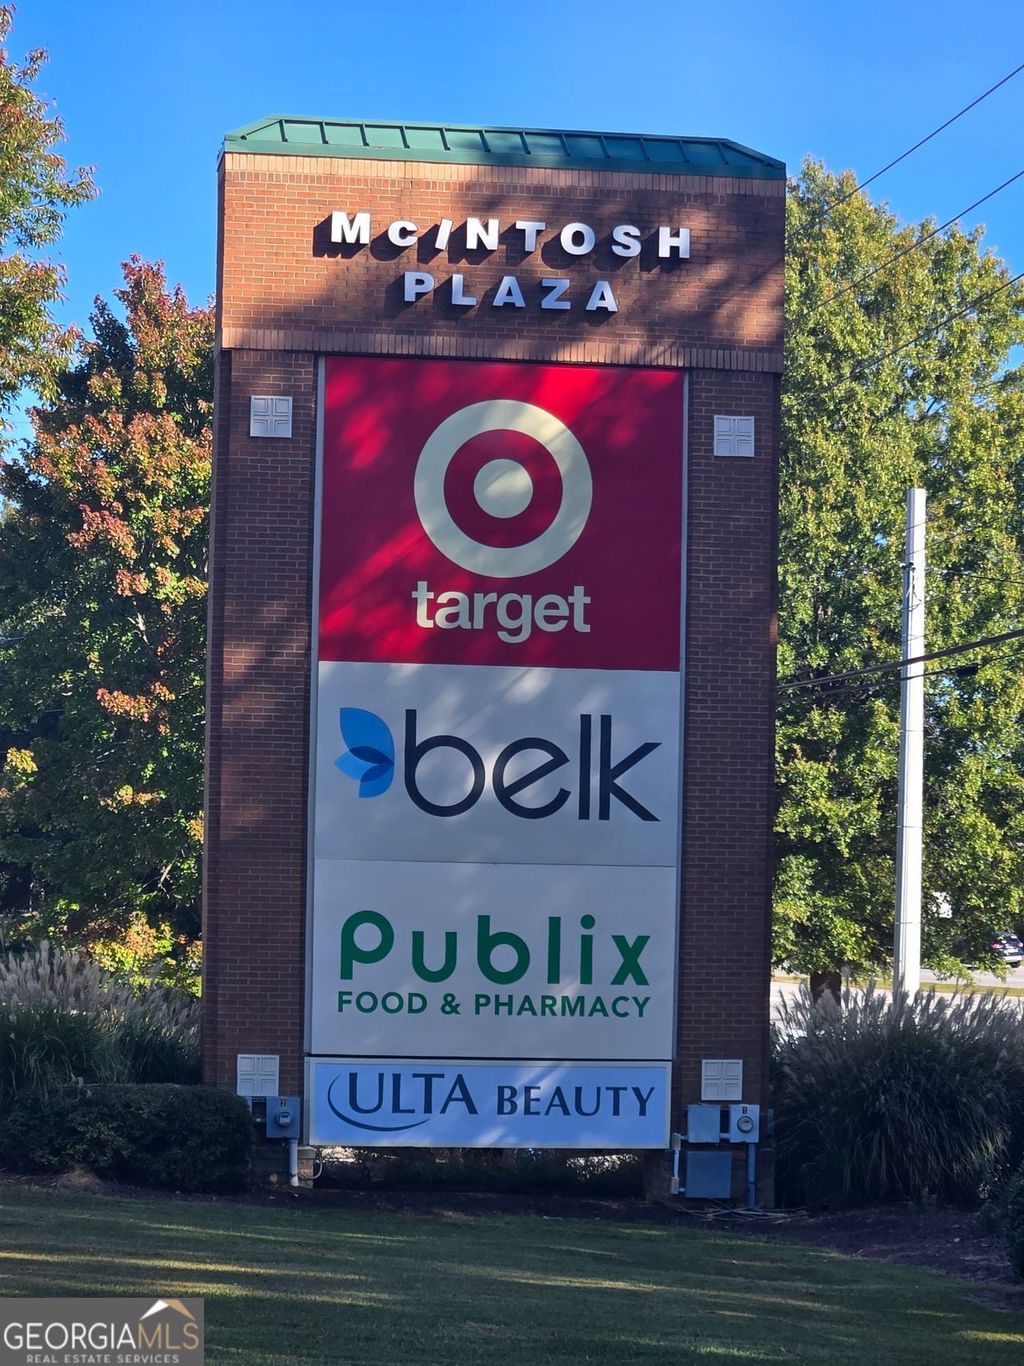 McINTOSH
PLAZA
target
belk
Publix
FOOD & PHARMACY
ULTA BEAUTY
GEORGIAMLS
REAL ESTATE SERVICES